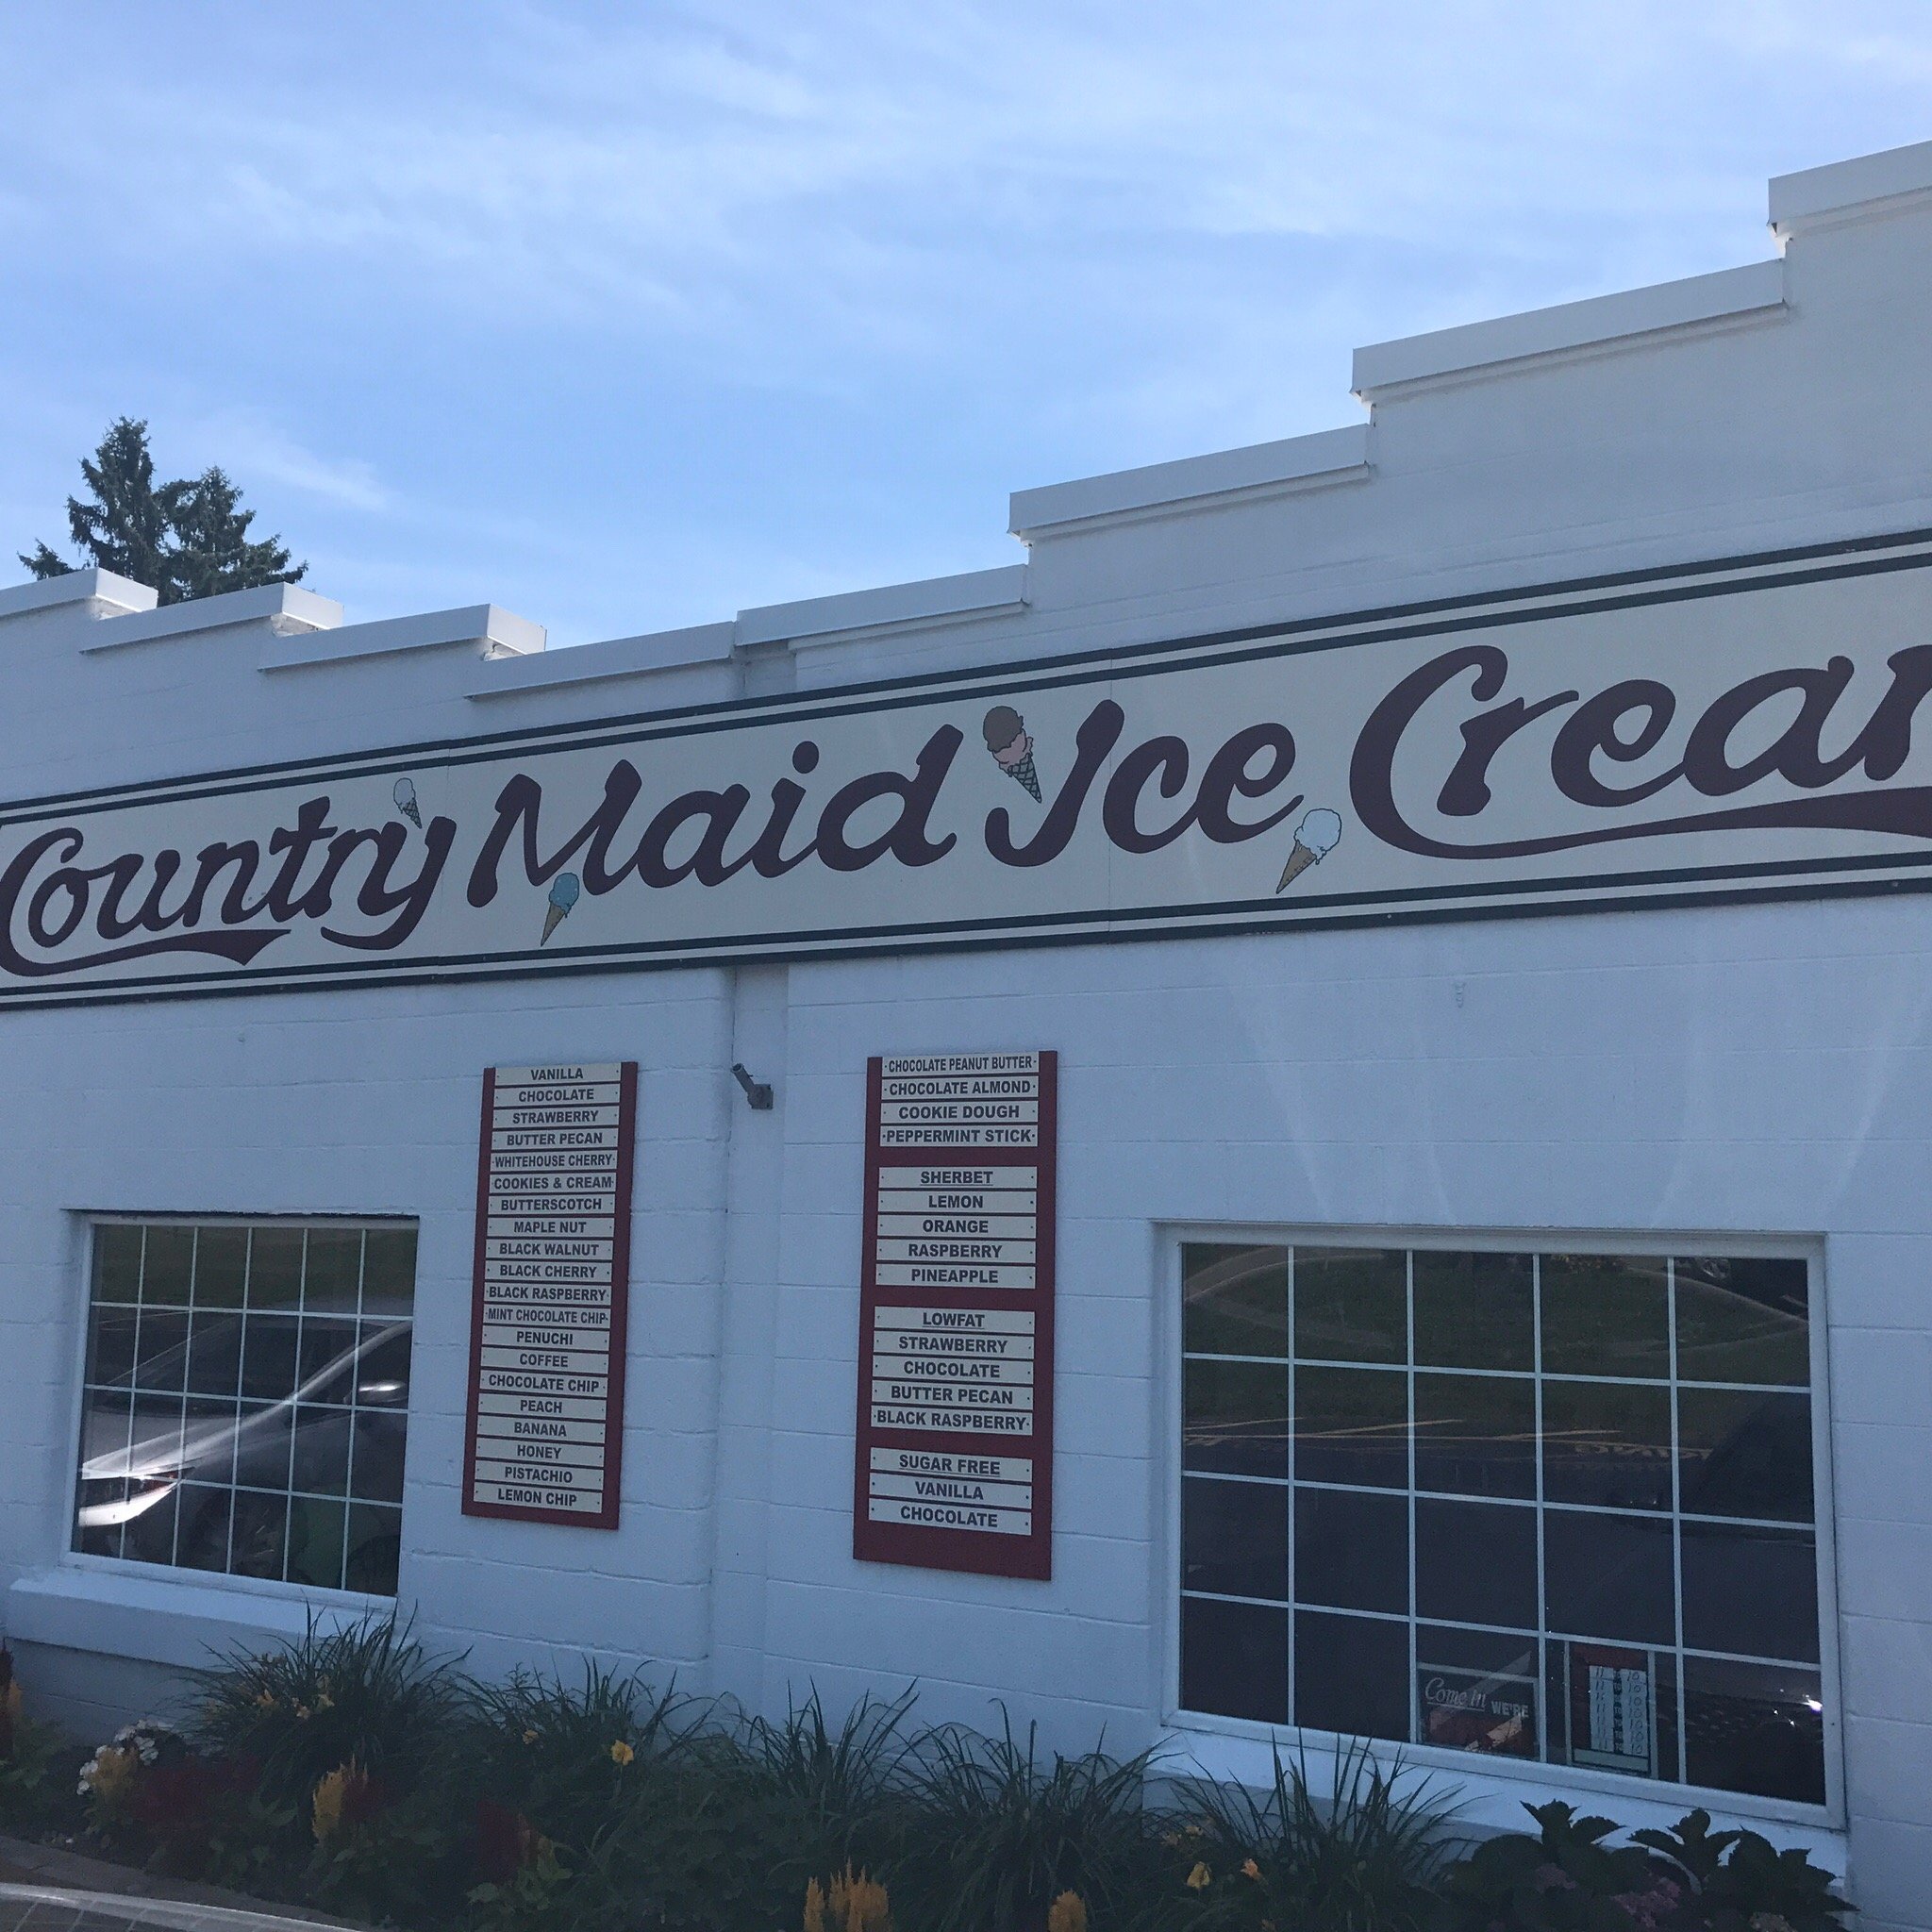 Country Maid Ice Crea
VANILLA
CHOCOLATE
STRAWBERRY
BUTTER PECAN
WHITEHOUSE CHERRY
COOKIES & CREAM
BUTTERSCOTCH
MAPLE NUT
BLACK WALNUT
BLACK CHERRY
BLACK RASPBERRY
MINT CHOCOLATE CHIP
PENUCHI
COFFEE
CHOCOLATE CHIP
PEACH
BANANA
HONEY
PISTACHIO
LEMON CHIP
CHOCOLATE PEANUT BUTTER
CHOCOLATE ALMOND
COOKIE DOUGH
PEPPERMINT STICK
SHERBET
LEMON
ORANGE
RASPBERRY
PINEAPPLE
LOWFAT
STRAWBERRY
CHOCOLATE
BUTTER PECAN
BLACK RASPBERRY
SUGAR FREE
VANILLA
CHOCOLATE
Come in WE'RE